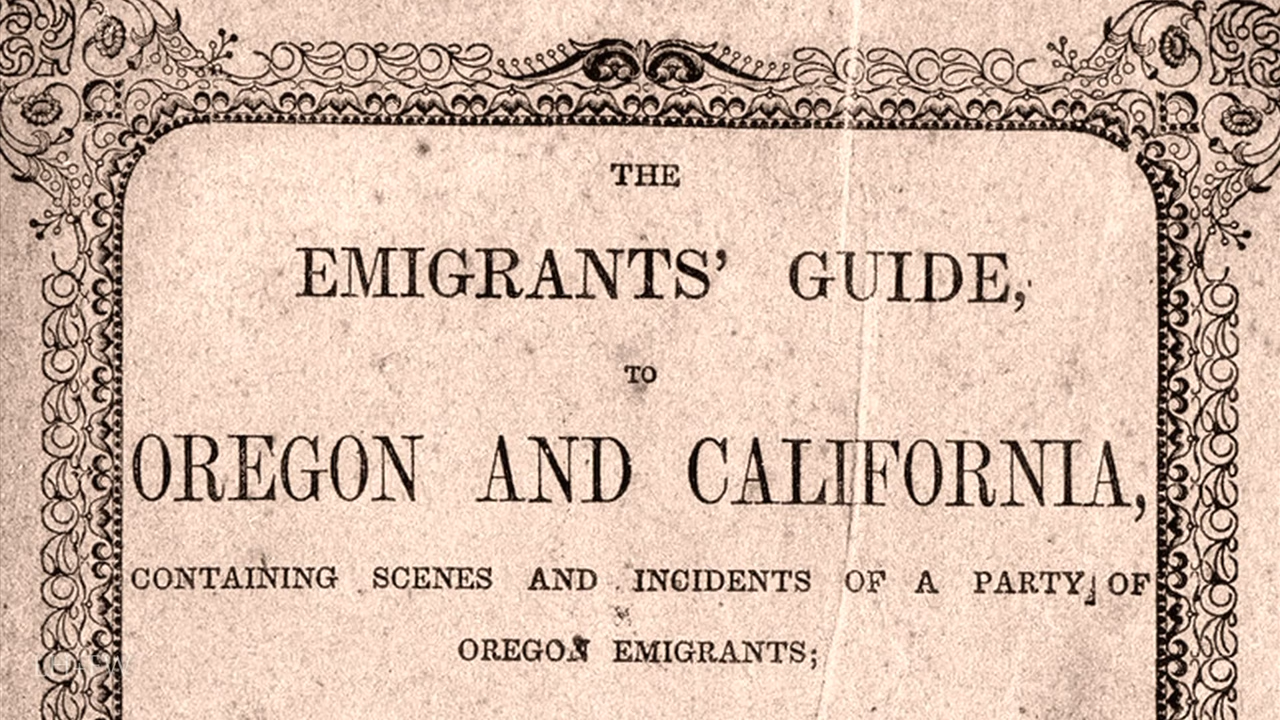 THE
EMIGRANTS' GUIDE,
TO
OREGON AND CALIFORNIA,
CONTAINING SCENES AND INCIDENTS OF A PARTY OF
OREGON EMIGRANTS;